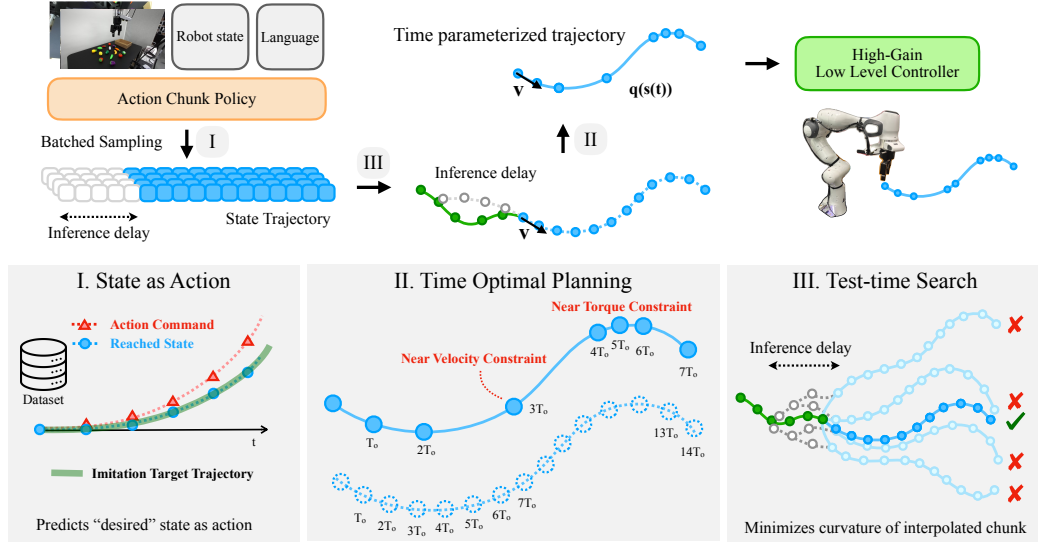 Robot state
Language
Action Chunk Policy
Batched Sampling
I
State Trajectory
Inference delay
III
Time parameterized trajectory
v
q(s(t))
II
Inference delay
v
High-Gain
Low Level Controller
I. State as Action
Action Command
Reached State
Dataset
t
Imitation Target Trajectory
Predicts “desired” state as action
II. Time Optimal Planning
Near Torque Constraint
Near Velocity Constraint
4Tₒ
5Tₒ
6Tₒ
7Tₒ
3Tₒ
Tₒ
2Tₒ
13Tₒ
14Tₒ
7Tₒ
6Tₒ
5Tₒ
4Tₒ
3Tₒ
2Tₒ
Tₒ
III. Test-time Search
Inference delay
Minimizes curvature of interpolated chunk